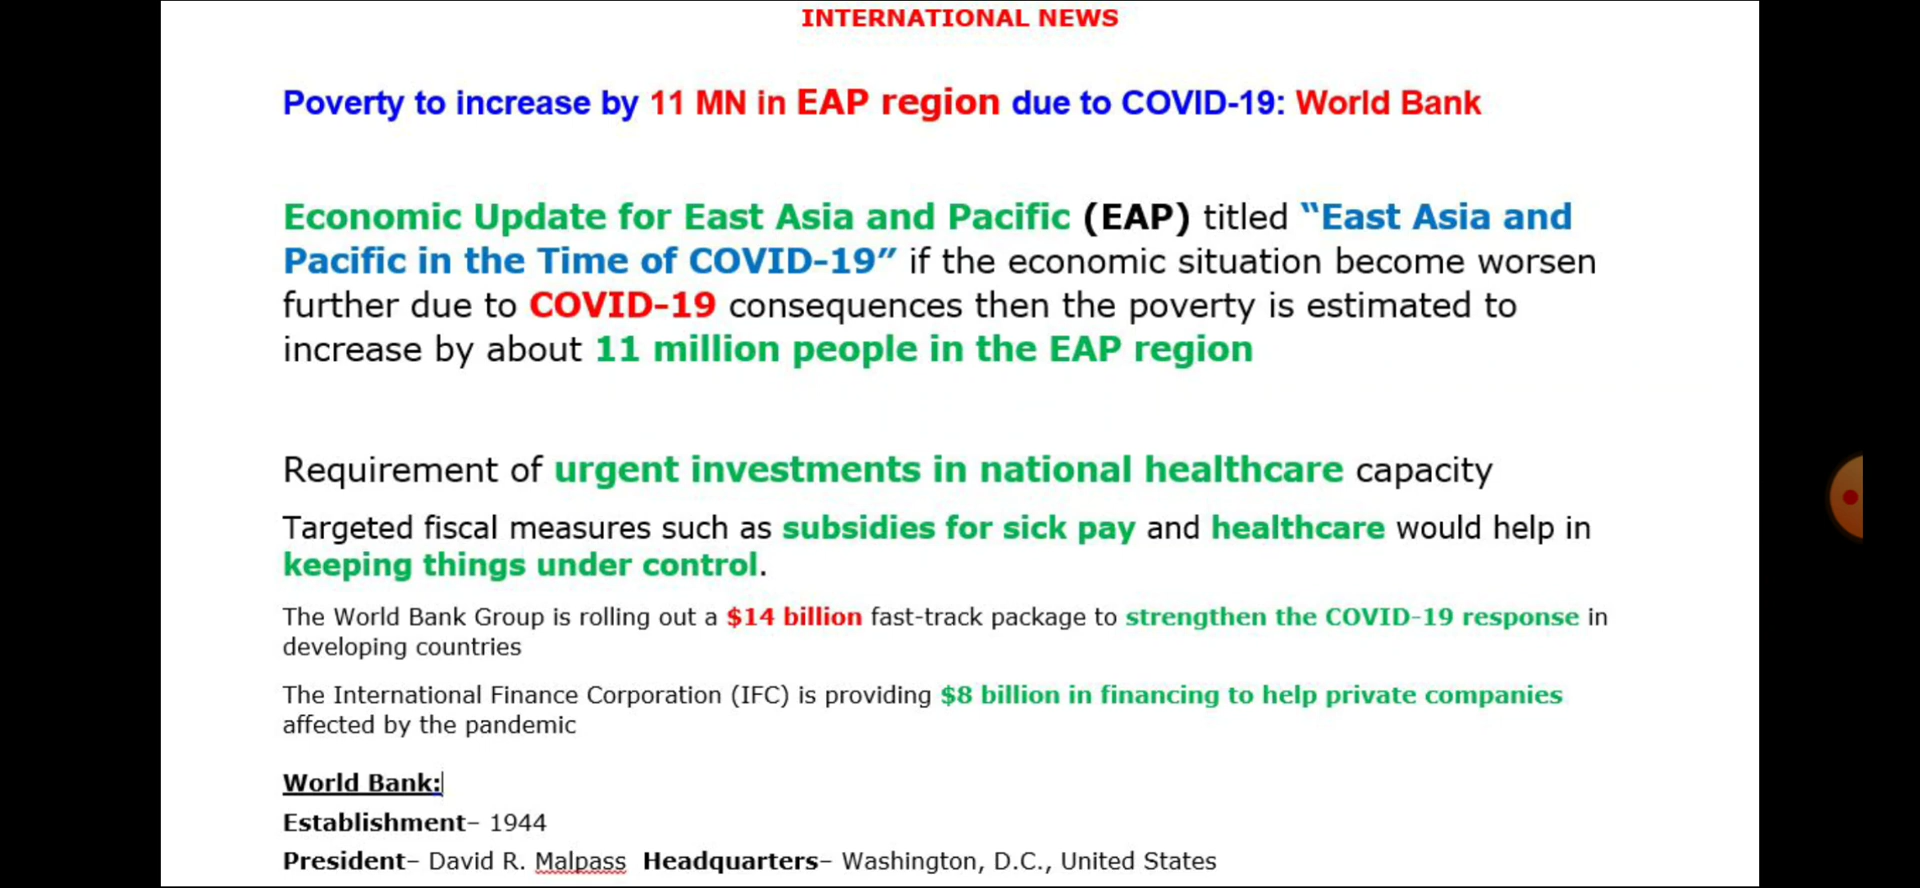 INTERNATIONAL NEWS
Poverty to increase by 11 MN in EAP region due to COVID-19: World Bank
Economic Update for East Asia and Pacific (EAP) titled “East Asia and
Pacific in the Time of COVID-19” if the economic situation become worsen
further due to COVID-19 consequences then the poverty is estimated to
increase by about 11 million people in the EAP region
Requirement of urgent investments in national healthcare capacity
Targeted fiscal measures such as subsidies for sick pay and healthcare would help in
keeping things under control.
The World Bank Group is rolling out a $14 billion fast-track package to strengthen the COVID-19 response in
developing countries
The International Finance Corporation (IFC) is providing $8 billion in financing to help private companies
affected by the pandemic
World Bank:
Establishment– 1944
President– David R. Malpass Headquarters– Washington, D.C., United States